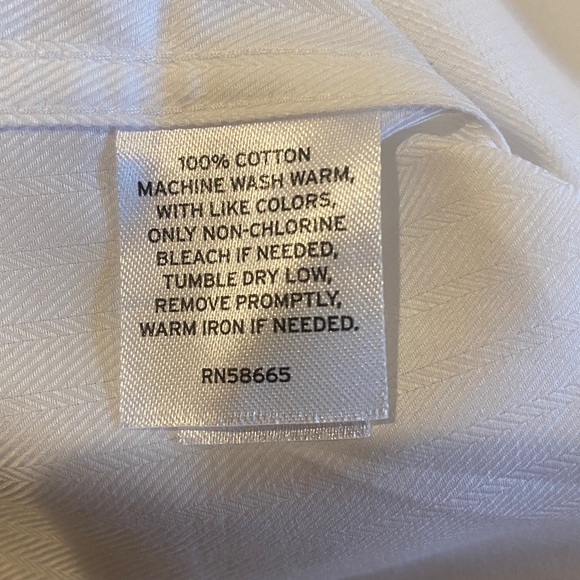 100% COTTON
MACHINE WASH WARM,
WITH LIKE COLORS,
ONLY NON-CHLORINE
BLEACH IF NEEDED,
TUMBLE DRY LOW,
REMOVE PROMPTLY,
WARM IRON IF NEEDED.
RN58665